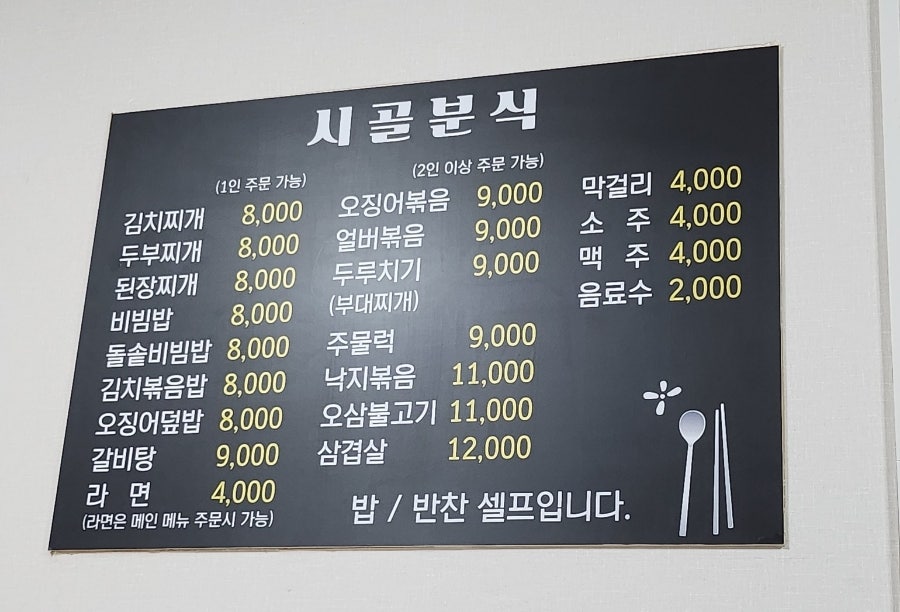 시골분식
(1인 주문 가능)
김치찌개 8,000
두부찌개 8,000
된장찌개 8,000
비빔밥 8,000
돌솥비빔밥 8,000
김치볶음밥 8,000
오징어덮밥 8,000
갈비탕 9,000
라 면 4,000
(라면은 메인 메뉴 주문시 가능)
(2인 이상 주문 가능)
오징어볶음 9,000
얼버볶음 9,000
두루치기 9,000
(부대찌개)
주물럭 9,000
낙지볶음 11,000
오삼불고기 11,000
삼겹살 12,000
막걸리 4,000
소 주 4,000
맥 주 4,000
음료수 2,000
밥 / 반찬 셀프입니다.